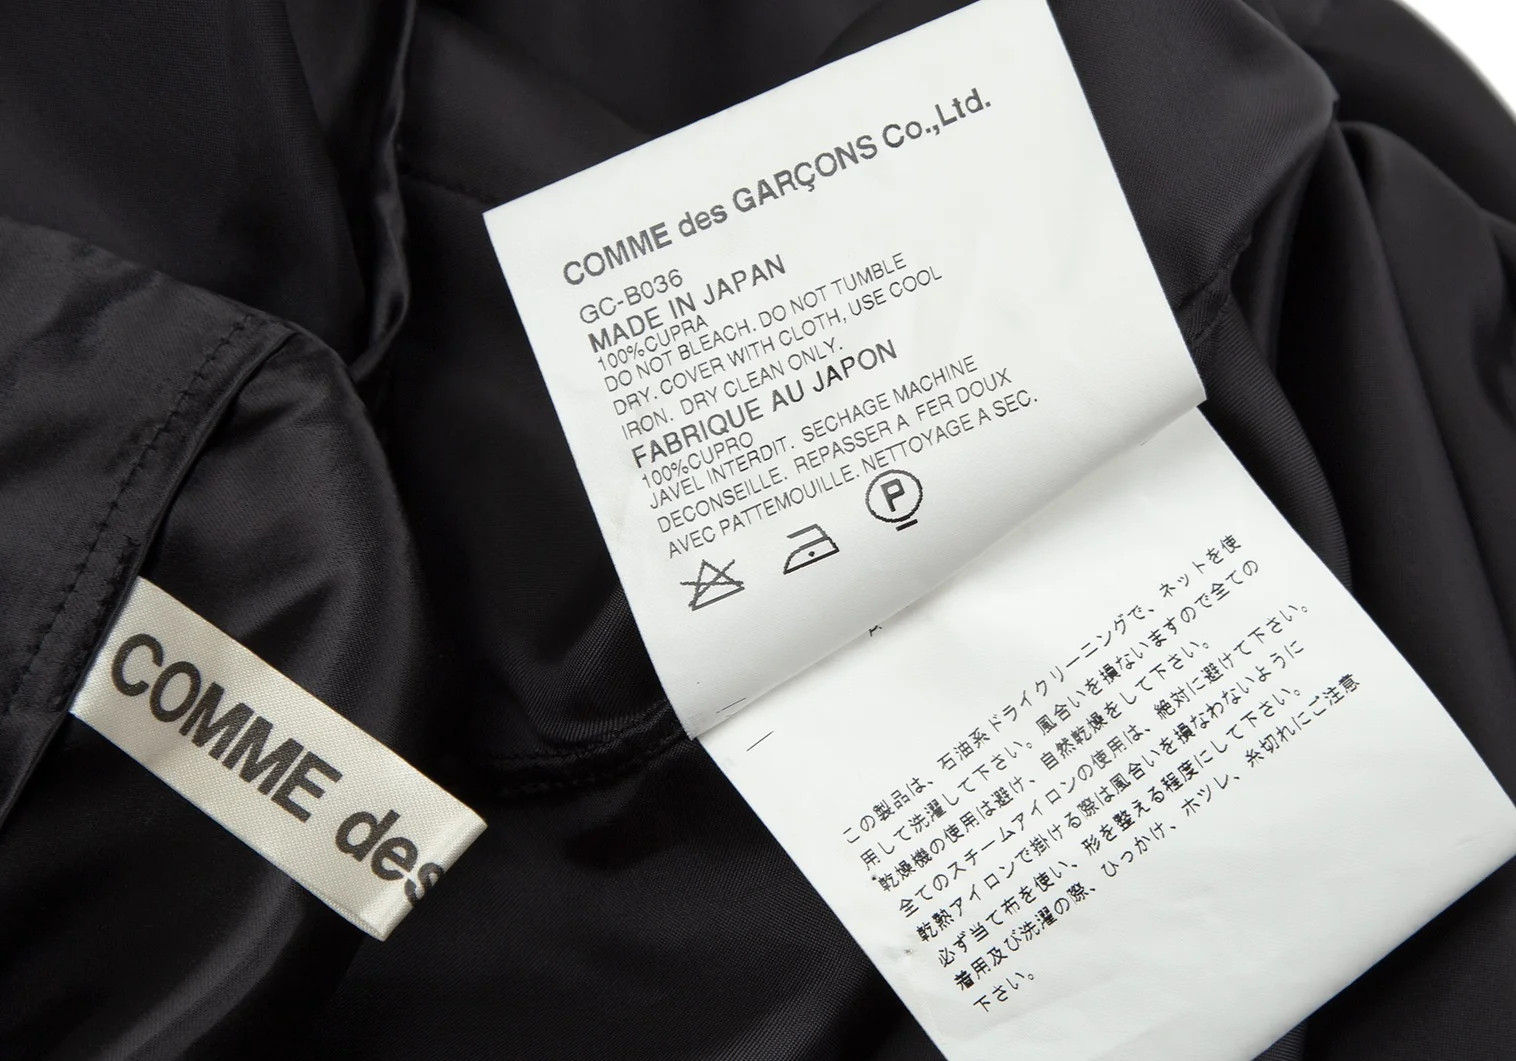 COMME des GARÇONS Co.,Ltd.
GC-B036
MADE IN JAPAN
100%CUPRA
DO NOT BLEACH. DO NOT TUMBLE
DRY. COVER WITH CLOTH, USE COOL
IRON. DRY CLEAN ONLY.
FABRIQUE AU JAPON
100%CUPRO
JAVEL INTERDIT. SECHAGE MACHINE
DECONSEILLE. REPASSER A FER DOUX
AVEC PATTEMOUILLE. NETTOYAGE A SEC.
P
この製品は、石油系ドライクリーニングで、ネットを使
用して洗濯して下さい。風合いを損ないますので全ての
乾燥機の使用は避け、自然乾燥をして下さい。
全てのスチームアイロンの使用は、絶対に避けて下さい。
乾熱アイロンで掛ける際は風合いを損なわないように
必ず当て布を使い、形を整える程度にして下さい。
着用及び洗濯の際、ひっかけ、ホツレ、糸切れにご注意
下さい。
COMME des